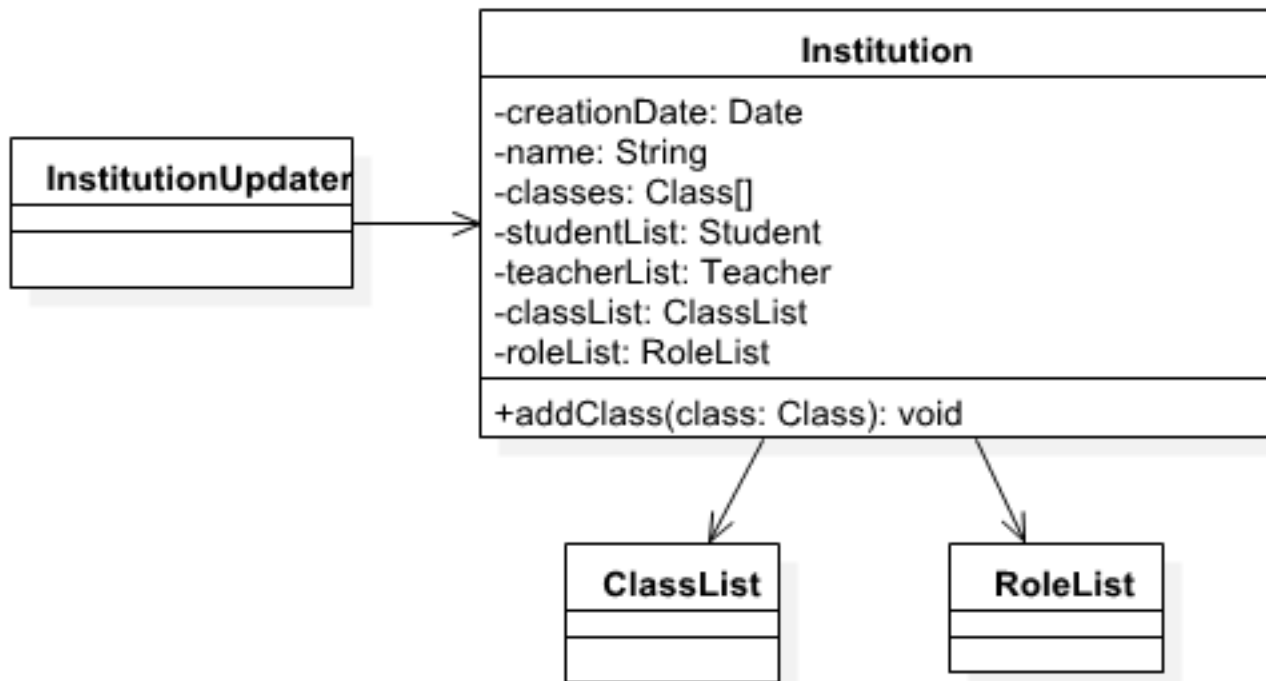 Institution
-creationDate: Date
-name: String
-classes: Class[]
-studentList: Student
-teacherList: Teacher
-classList: ClassList
-roleList: RoleList
+addClass(class: Class): void
InstitutionUpdater
ClassList
RoleList